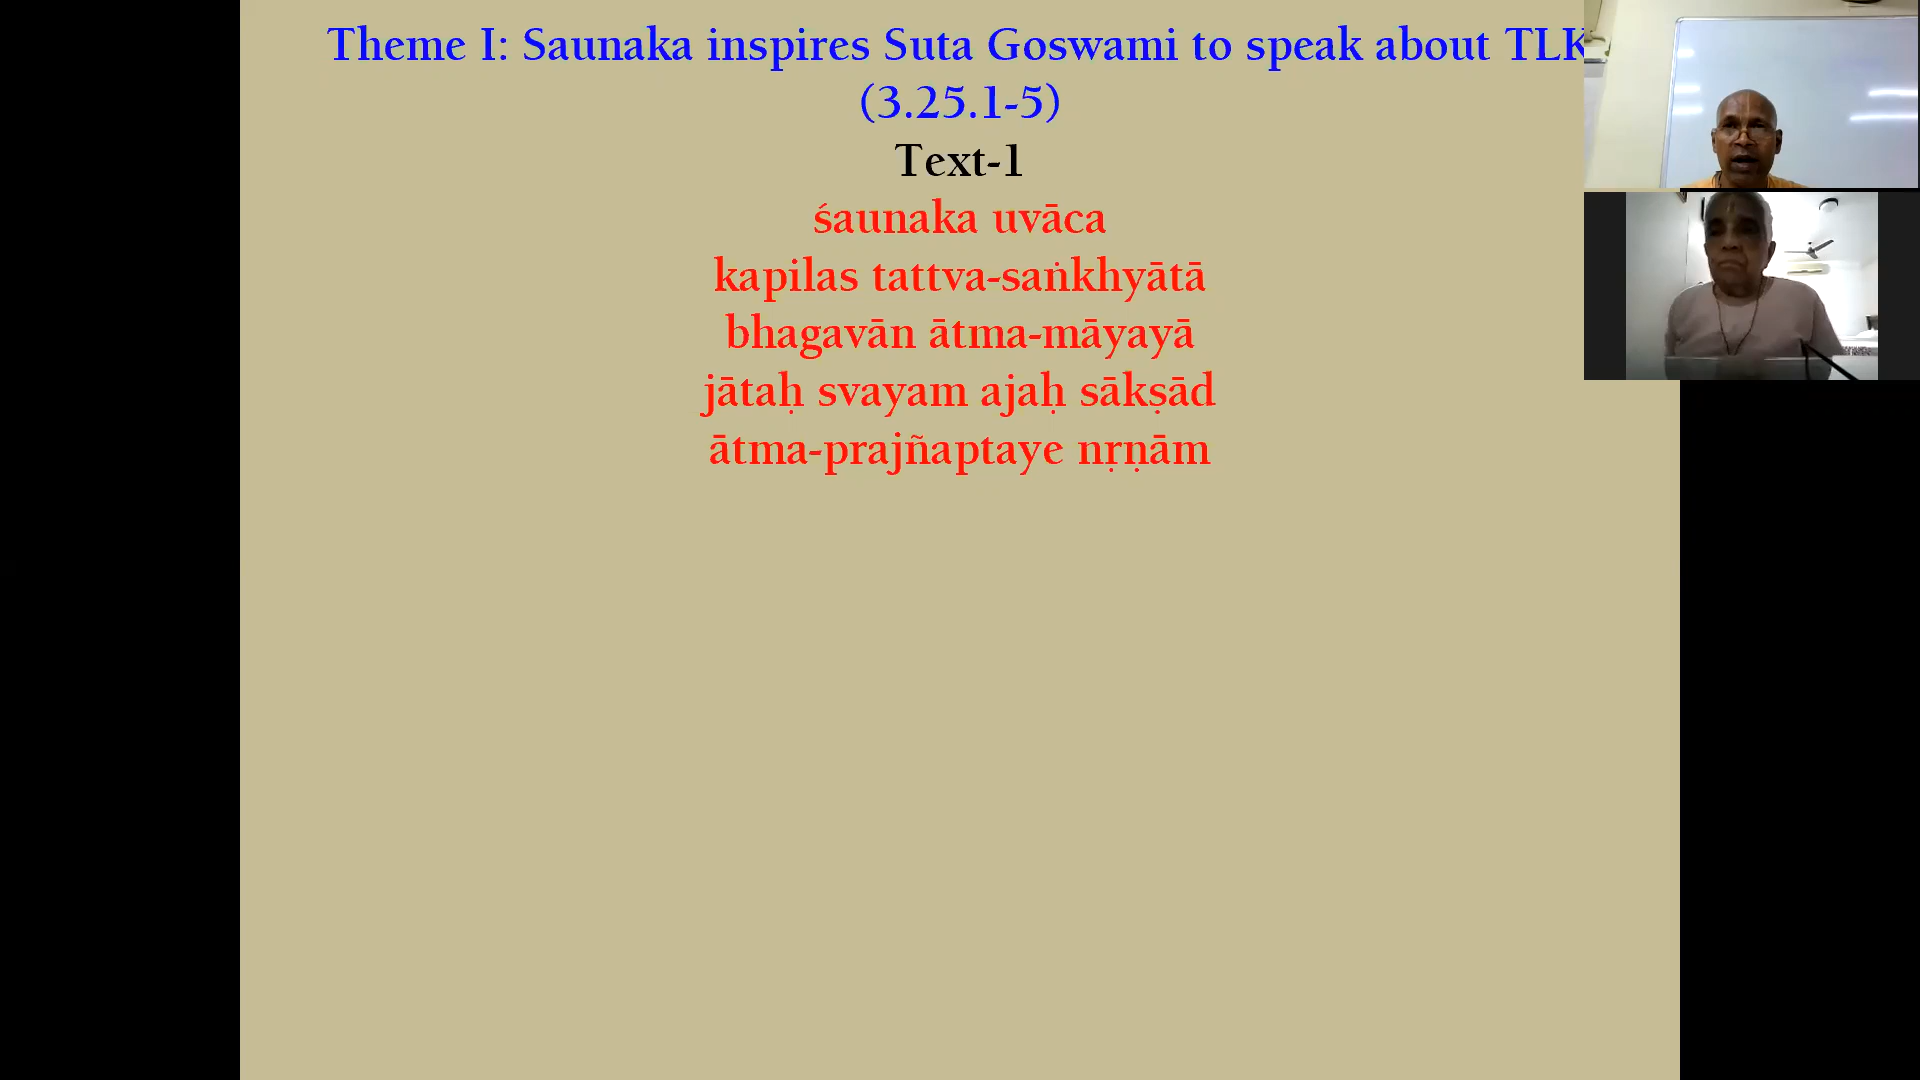 Theme I: Saunaka inspires Suta Goswami to speak about TLK
(3.25.1-5)
Text-1
śaunaka uvāca
kapilas tattva-saṅkhyātā
bhagavān ātma-māyayā
jātaḥ svayam ajaḥ sākṣād
ātma-prajñaptaye nṛṇām